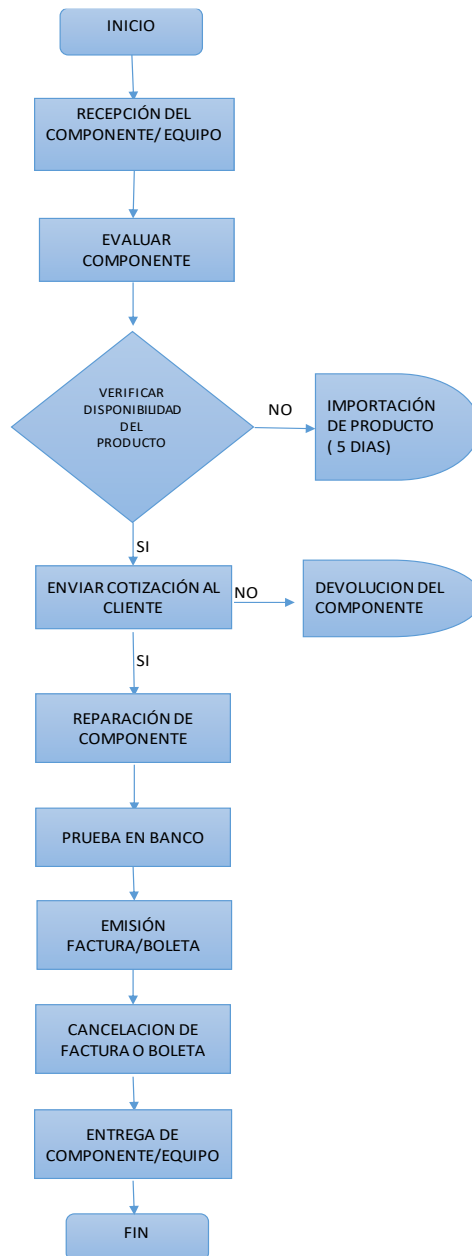 INICIO
RECEPCIÓN DEL
COMPONENTE/ EQUIPO
EVALUAR
COMPONENTE
VERIFICAR
DISPONIBILIDAD
DEL
PRODUCTO
NO
IMPORTACIÓN
DE PRODUCTO
( 5 DIAS)
SI
ENVIAR COTIZACIÓN AL
CLIENTE
NO
DEVOLUCION DEL
COMPONENTE
SI
REPARACIÓN DE
COMPONENTE
PRUEBA EN BANCO
EMISIÓN
FACTURA/BOLETA
CANCELACION DE
FACTURA O BOLETA
ENTREGA DE
COMPONENTE/EQUIPO
FIN